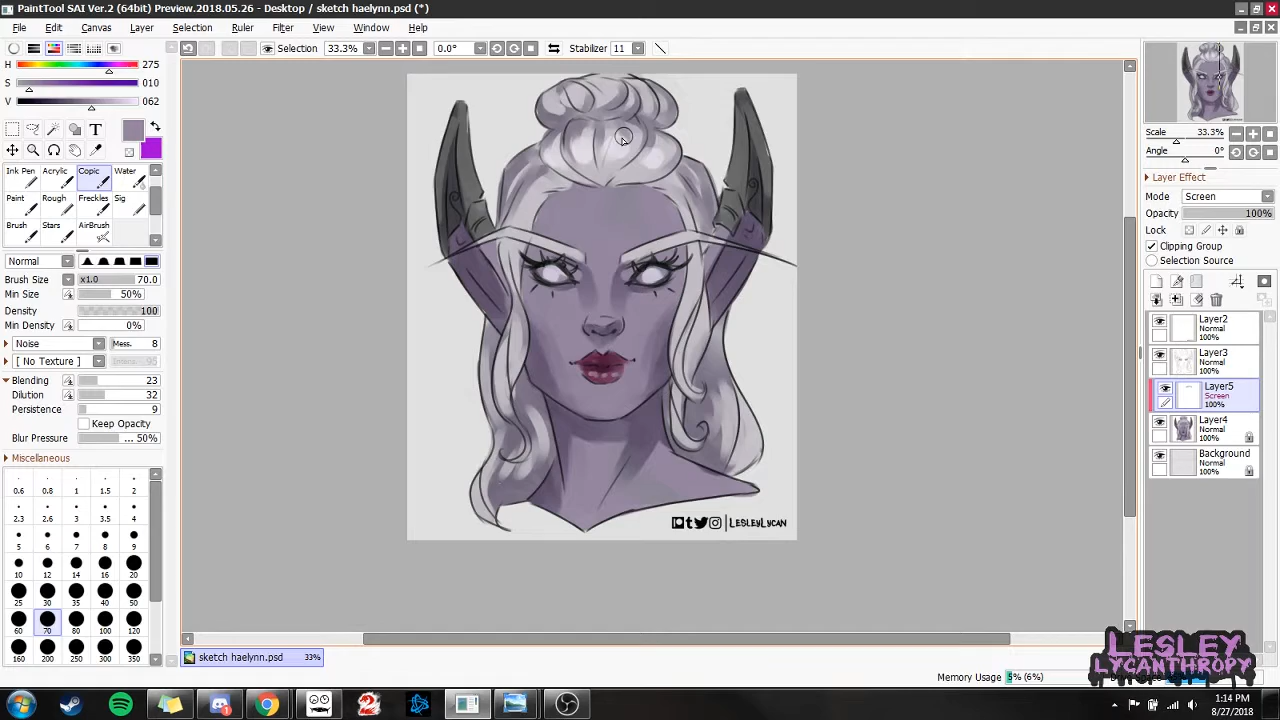 PaintTool SAI Ver.2 (64bit) Preview.2018.05.26 - Desktop / sketch haelynn.psd (*)
File Edit Canvas Layer Selection Ruler Filter View Window Help
Selection 33.3% 0.0° Stabilizer 11
H 275
S 010
V 062
T
Ink Pen Acrylic Copic Water
Paint Rough Freckles Sig
Brush Stars AirBrush
Normal
Brush Size x1.0 70.0
Min Size 50%
Density 100
Min Density 0%
Noise Mess. 8
[ No Texture ] Intens. 95
Blending 23
Dilution 32
Persistence 9
Keep Opacity
Blur Pressure ... 50%
Miscellaneous
0.6 0.8 1 1.5 2
2.3 2.6 3 3.5 4
5 6 7 8 9
10 12 14 16 20
25 30 35 40 50
60 70 80 100 120
160 200 250 300 350
Scale 33.3%
Angle 0°
Layer Effect
Mode Screen
Opacity 100%
Lock
Clipping Group
Selection Source
Layer2
Normal
100%
Layer3
Normal
100%
Layer5
Screen
100%
Layer4
Normal
100%
Background
Normal
100%
LesleyLycan
sketch haelynn.psd 33%
Memory Usage 5% (6%)
LESLEY
LYCANTHROPY
1:14 PM
8/27/2018